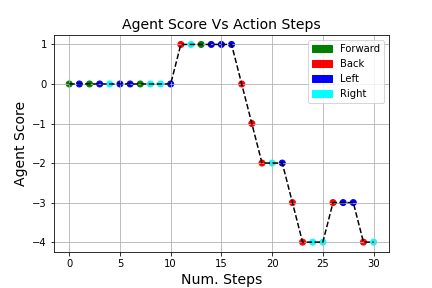 Agent Score Vs Action Steps
Agent Score
1
0
−1
−2
−3
−4
Forward
Back
Left
Right
0 5 10 15 20 25 30
Num. Steps